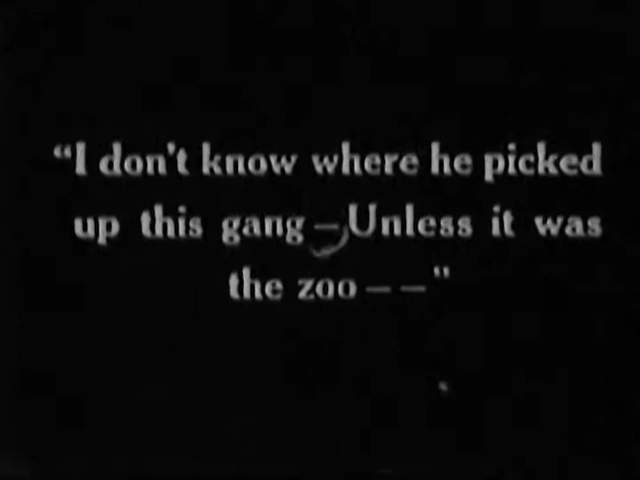 “I don't know where he picked
up this gang — Unless it was
the zoo — — "